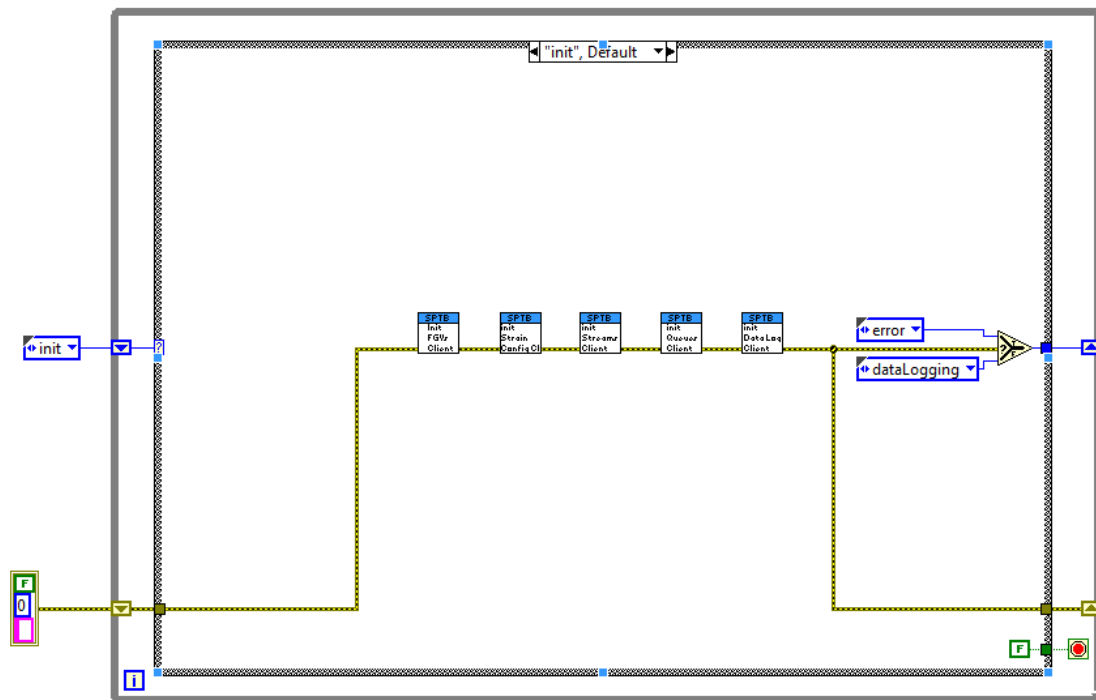 "init", Default
SPTB
Init
FGVs
Client
SPTB
init
Strain
Config Cl
SPTB
init
Streams
Client
SPTB
init
Queues
Client
SPTB
init
DataLog
Client
init
?
error
dataLogging
?
F
F
0
F
i